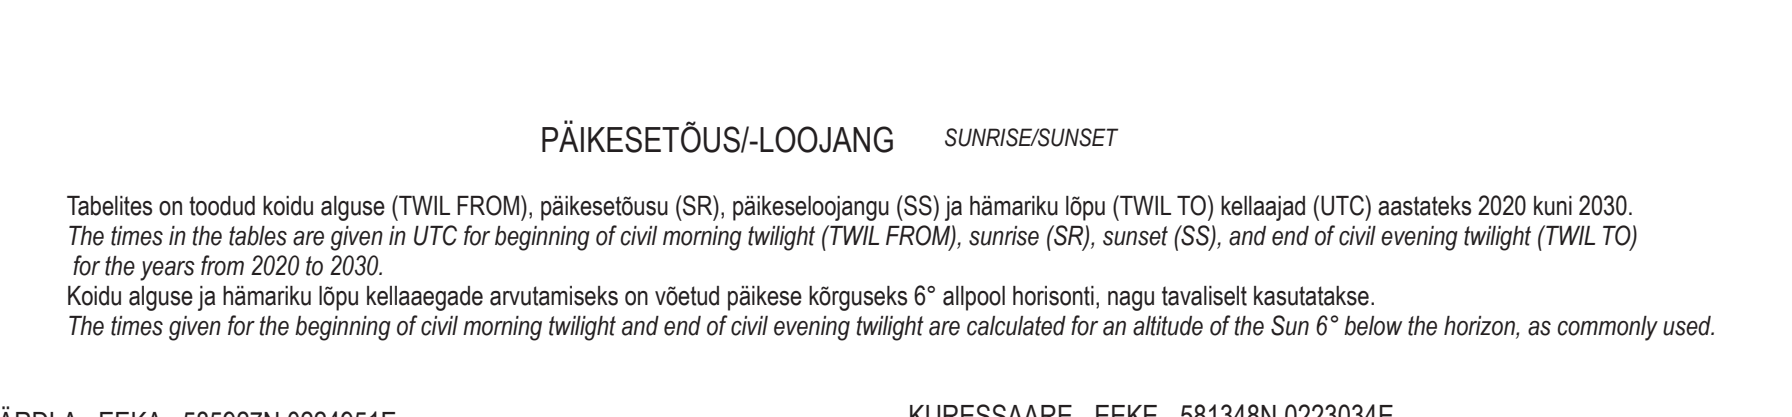 PÄIKESETÕUS/-LOOJANG SUNRISE/SUNSET
Tabelites on toodud koidu alguse (TWIL FROM), päikesetõusu (SR), päikeseloojangu (SS) ja hämariku lõpu (TWIL TO) kellaajad (UTC) aastateks 2020 kuni 2030.
The times in the tables are given in UTC for beginning of civil morning twilight (TWIL FROM), sunrise (SR), sunset (SS), and end of civil evening twilight (TWIL TO)
for the years from 2020 to 2030.
Koidu alguse ja hämariku lõpu kellaaegade arvutamiseks on võetud päikese kõrguseks 6° allpool horisonti, nagu tavaliselt kasutatakse.
The times given for the beginning of civil morning twilight and end of civil evening twilight are calculated for an altitude of the Sun 6° below the horizon, as commonly used.
EEKA KURESSAARE EEKE 581348N 0223034E